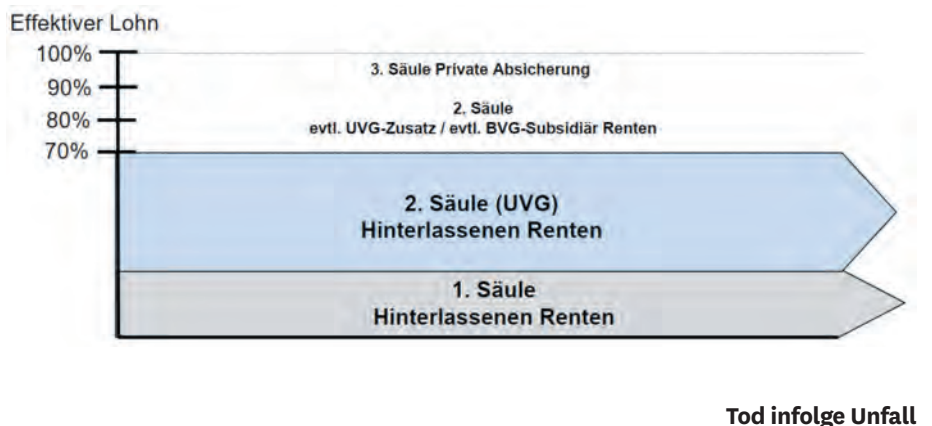 Effektiver Lohn
100%
3. Säule Private Absicherung
90%
2. Säule
80%
evtl. UVG-Zusatz / evtl. BVG-Subsidiär Renten
70%
2. Säule (UVG)
Hinterlassenen Renten
1. Säule
Hinterlassenen Renten
Tod infolge Unfall